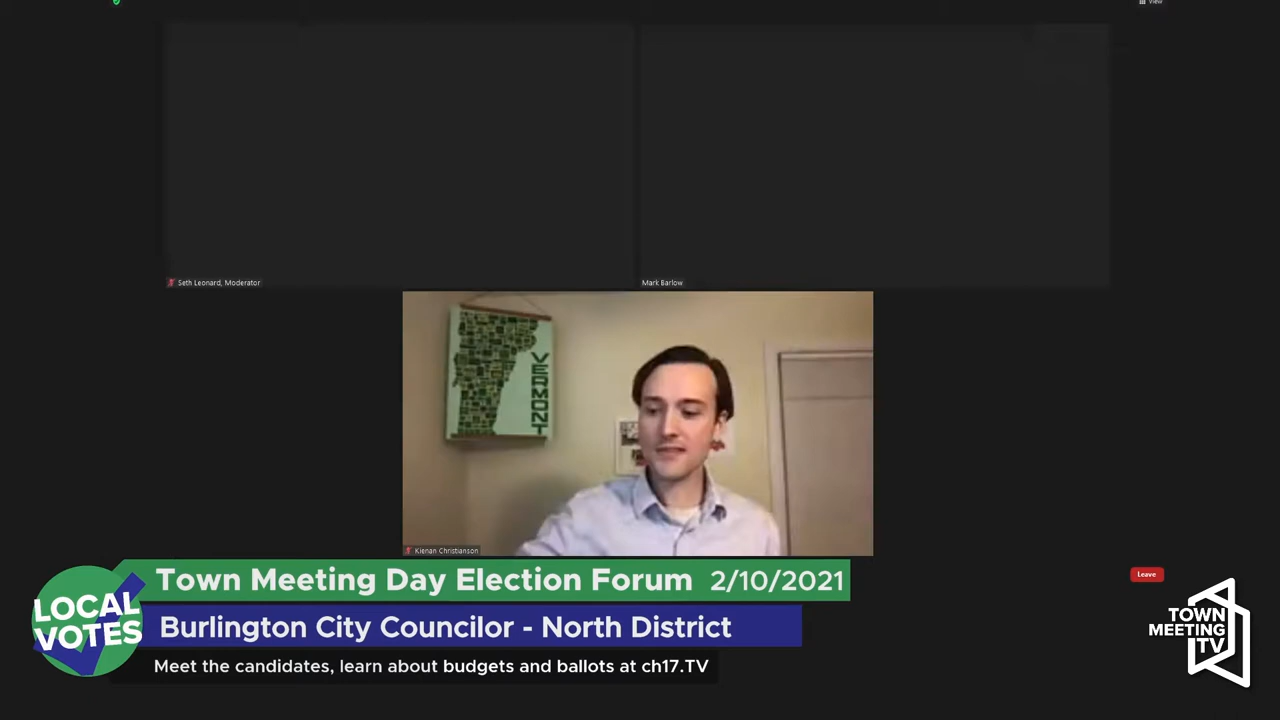 View
Seth Leonard, Moderator
Mark Barlow
VERMONT
Kienan Christianson
Town Meeting Day Election Forum 2/10/2021
Leave
LOCAL VOTES
Burlington City Councilor - North District
TOWN MEETING TV
Meet the candidates, learn about budgets and ballots at ch17.TV